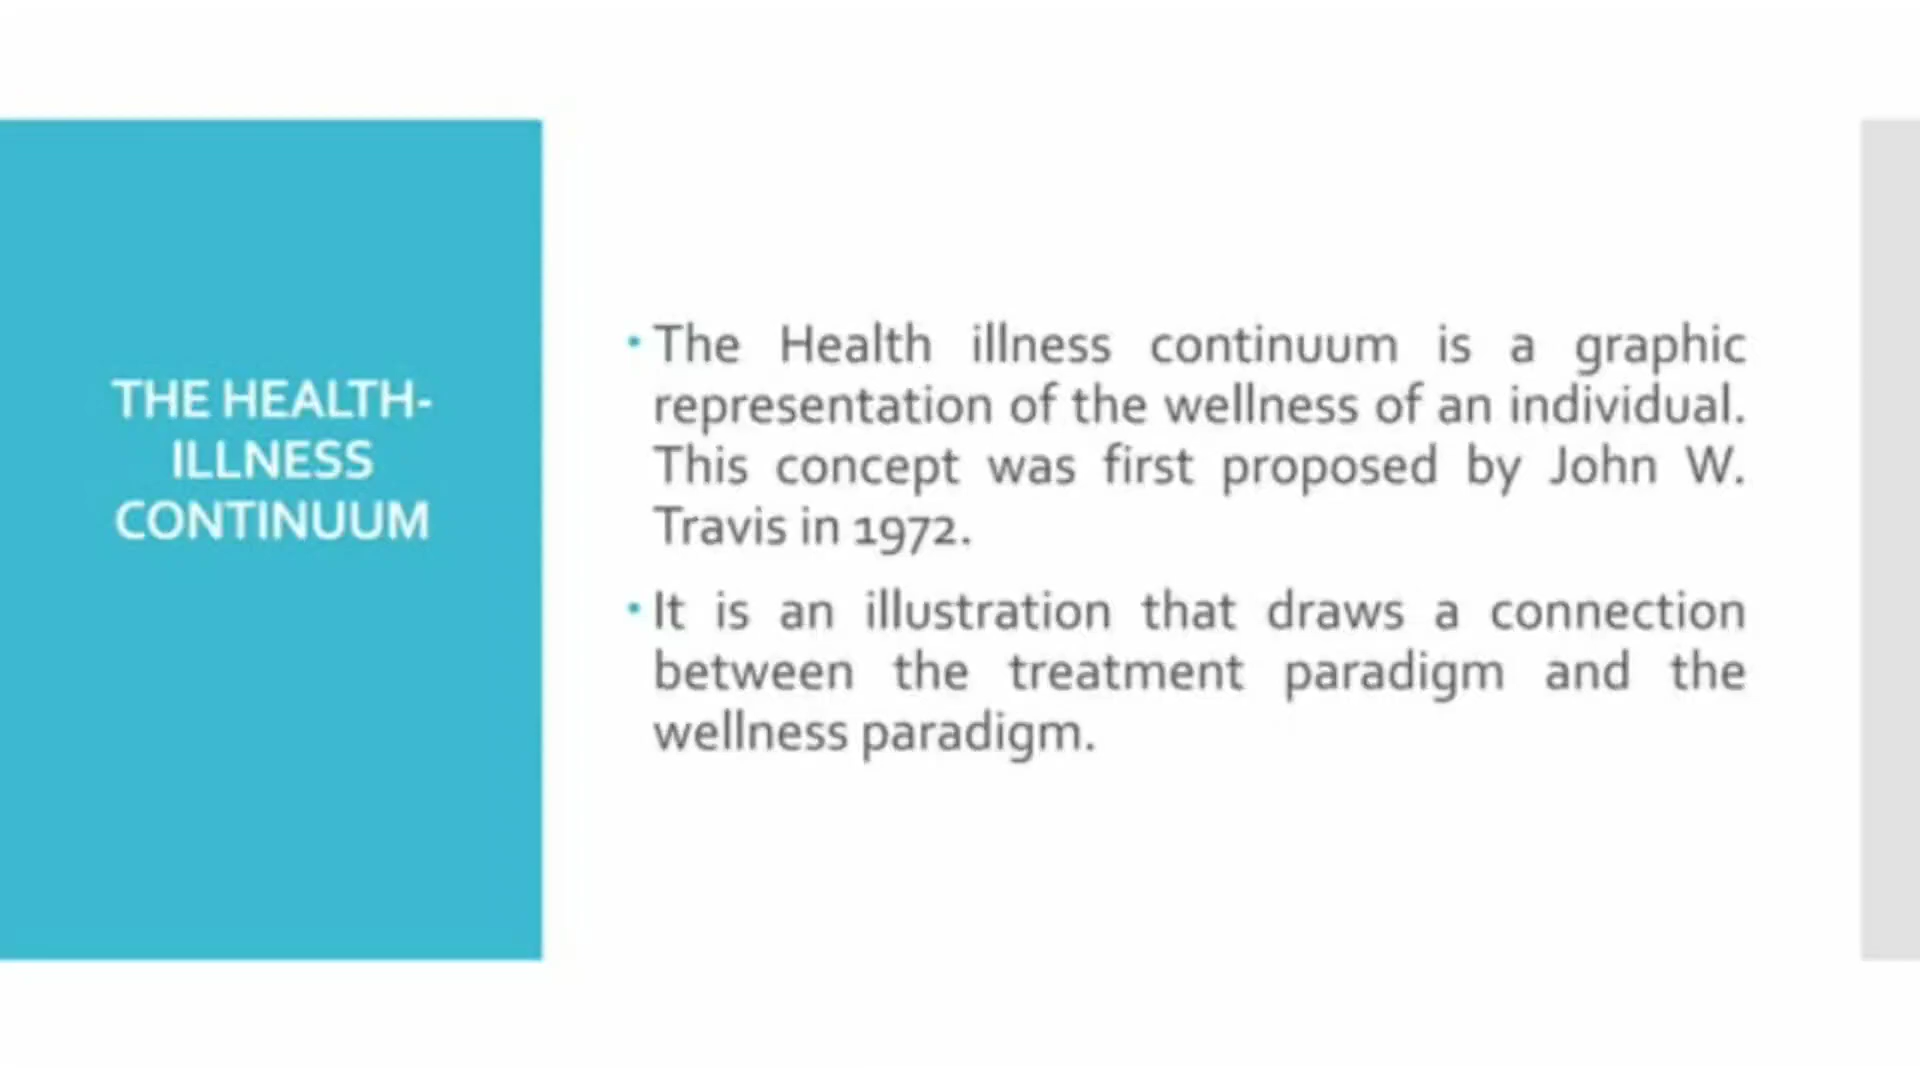 THE HEALTH-
ILLNESS
CONTINUUM
• The Health illness continuum is a graphic
representation of the wellness of an individual.
This concept was first proposed by John W.
Travis in 1972.
• It is an illustration that draws a connection
between the treatment paradigm and the
wellness paradigm.